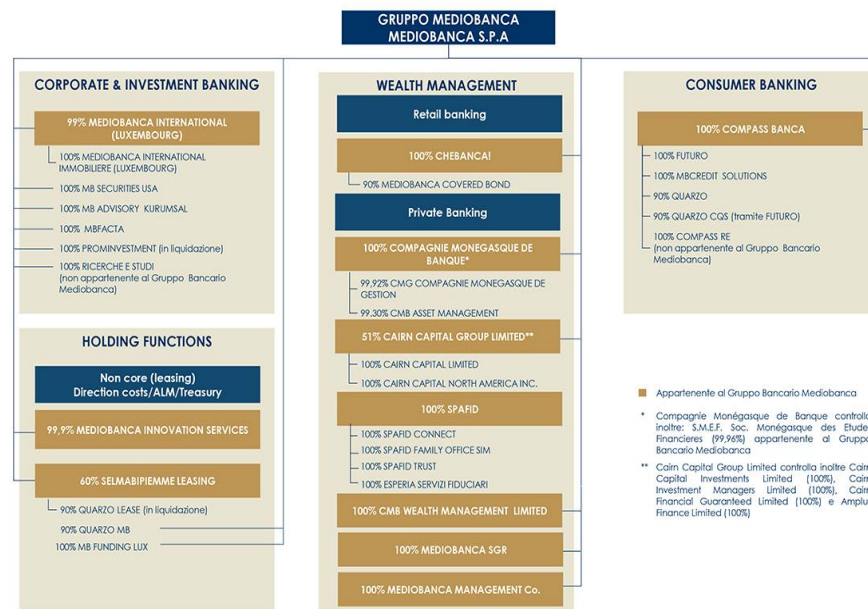 GRUPPO MEDIOBANCA
MEDIOBANCA S.P.A
CORPORATE & INVESTMENT BANKING
99% MEDIOBANCA INTERNATIONAL
(LUXEMBOURG)
100% MEDIOBANCA INTERNATIONAL
IMMOBILIERE (LUXEMBOURG)
100% MB SECURITIES USA
100% MB ADVISORY KURUMSAL
100% MBFACTA
100% PROMINVESTMENT (in liquidazione)
100% RICERCHE E STUDI
(non appartenente al Gruppo Bancario
Mediobanca)
HOLDING FUNCTIONS
Non core (leasing)
Direction costs/ALM/Treasury
99,9% MEDIOBANCA INNOVATION SERVICES
60% SELMABIPIEMME LEASING
90% QUARZO LEASE (in liquidazione)
90% QUARZO MB
100% MB FUNDING LUX
WEALTH MANAGEMENT
Retail banking
100% CHEBANCA!
90% MEDIOBANCA COVERED BOND
Private Banking
100% COMPAGNIE MONEGASQUE DE
BANQUE*
99,92% CMG COMPAGNIE MONEGASQUE DE
GESTION
99.30% CMB ASSET MANAGEMENT
51% CAIRN CAPITAL GROUP LIMITED**
100% CAIRN CAPITAL LIMITED
100% CAIRN CAPITAL NORTH AMERICA INC.
100% SPAFID
100% SPAFID CONNECT
100% SPAFID FAMILY OFFICE SIM
100% SPAFID TRUST
100% ESPERIA SERVIZI FIDUCIARI
100% CMB WEALTH MANAGEMENT LIMITED
100% MEDIOBANCA SGR
100% MEDIOBANCA MANAGEMENT Co.
CONSUMER BANKING
100% COMPASS BANCA
100% FUTURO
100% MBCREDIT SOLUTIONS
90% QUARZO
90% QUARZO CQS (tramite FUTURO)
100% COMPASS RE
(non appartenente al Gruppo Bancario
Mediobanca)
Appartenente al Gruppo Bancario Mediobanca
* Compagnie Monégasque de Banque controlla
inoltre: S.M.E.F. Soc. Monégasque des Etudes
Financieres (99,96%) appartenente al Gruppo
Bancario Mediobanca
** Cairn Capital Group Limited controlla inoltre Cairn
Capital Investments Limited (100%), Cairn
Investment Managers Limited (100%), Cairn
Financial Guaranteed Limited (100%) e Amplus
Finance Limited (100%)